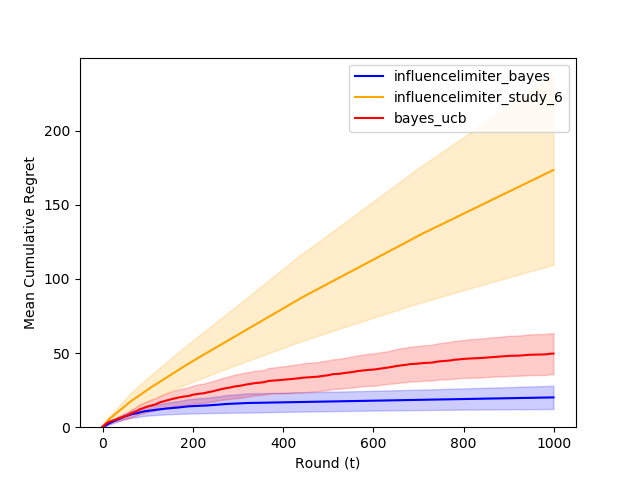 influencelimiter_bayes
influencelimiter_study_6
bayes_ucb
Mean Cumulative Regret
200
150
100
50
0
0 200 400 600 800 1000
Round (t)